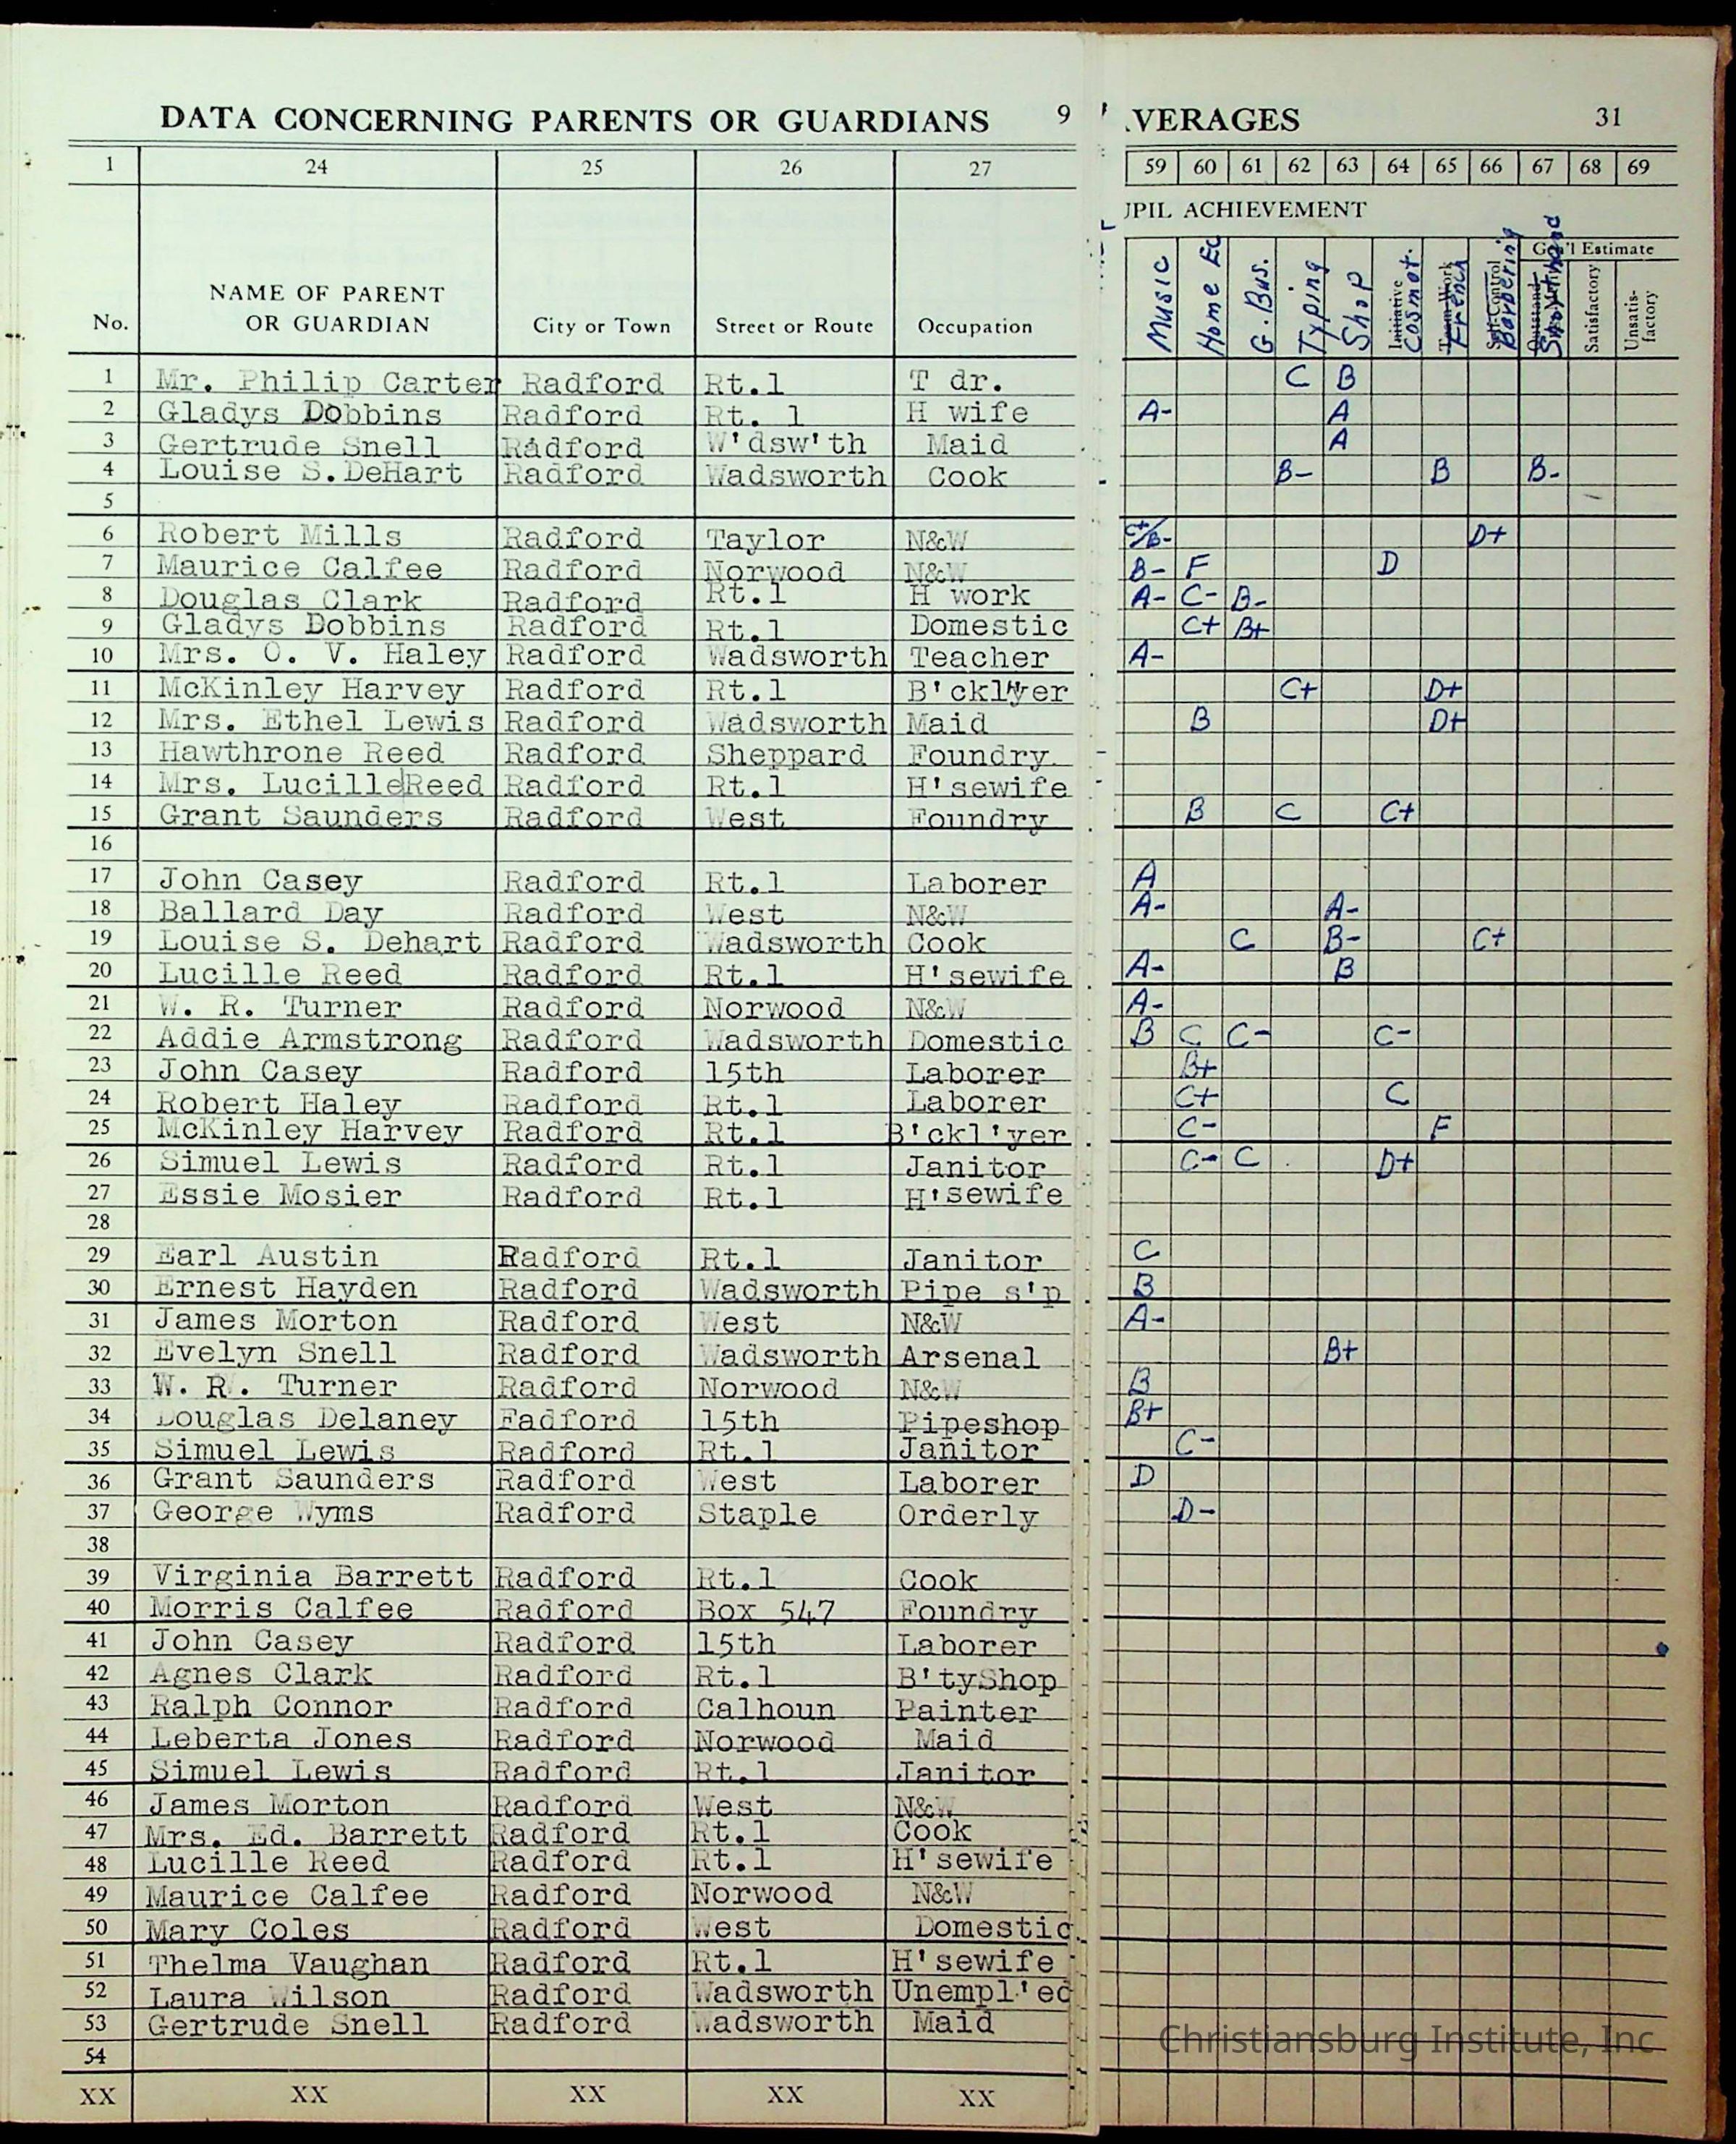 DATA CONCERNING PARENTS OR GUARDIANS 9 VERAGES 31
1 24 25 26 27 59 60 61 62 63 64 65 66 67 68 69
UPIL ACHIEVEMENT
Gen'l Estimate
No. NAME OF PARENT OR GUARDIAN City or Town Street or Route Occupation Music Home Ec G. Bus. Typing Shop Initiative Cosmot. Team Work French Self-Control Barbering Shorthand Satisfactory Unsatis-factory
1 Mr. Philip Carter Radford Rt.1 T dr. C B
2 Gladys Dobbins Radford Rt. 1 H wife A- A
3 Gertrude Snell Radford W'dsw'th Maid A
4 Louise S.DeHart Radford Wadsworth Cook B- B B-
5
6 Robert Mills Radford Taylor N&W C+/B- D+
7 Maurice Calfee Radford Norwood N&W B- F D
8 Douglas Clark Radford Rt.1 H work A- C- B-
9 Gladys Dobbins Radford Rt.1 Domestic C+ B+
10 Mrs. O. V. Haley Radford Wadsworth Teacher A-
11 McKinley Harvey Radford Rt.1 B'ckl'yer C+ D+
12 Mrs. Ethel Lewis Radford Wadsworth Maid B D+
13 Hawthrone Reed Radford Sheppard Foundry
14 Mrs. Lucille Reed Radford Rt.1 H'sewife
15 Grant Saunders Radford West Foundry B C C+
16
17 John Casey Radford Rt.1 Laborer A
18 Ballard Day Radford West N&W A- A-
19 Louise S. Dehart Radford Wadsworth Cook C B- C+
20 Lucille Reed Radford Rt.1 H'sewife A- B
21 W. R. Turner Radford Norwood N&W A-
22 Addie Armstrong Radford Wadsworth Domestic B C C- C-
23 John Casey Radford 15th Laborer B+
24 Robert Haley Radford Rt.1 Laborer C+ C
25 McKinley Harvey Radford Rt.1 B'ckl'yer C- F
26 Simuel Lewis Radford Rt.1 Janitor C- C D+
27 Essie Mosier Radford Rt.1 H'sewife
28
29 Earl Austin Radford Rt.1 Janitor C
30 Ernest Hayden Radford Wadsworth Pipe s'p B
31 James Morton Radford West N&W A-
32 Evelyn Snell Radford Wadsworth Arsenal B+
33 W. R. Turner Radford Norwood N&W B
34 Douglas Delaney Fadford 15th Pipeshop B+
35 Simuel Lewis Radford Rt.1 Janitor C-
36 Grant Saunders Radford West Laborer D
37 George Wyms Radford Staple Orderly D-
38
39 Virginia Barrett Radford Rt.1 Cook
40 Morris Calfee Radford Box 547 Foundry
41 John Casey Radford 15th Laborer
42 Agnes Clark Radford Rt.1 B'tyShop
43 Ralph Connor Radford Calhoun Painter
44 Leberta Jones Radford Norwood Maid
45 Simuel Lewis Radford Rt.1 Janitor
46 James Morton Radford West N&W
47 Mrs. Ed. Barrett Radford Rt.1 Cook
48 Lucille Reed Radford Rt.1 H'sewife
49 Maurice Calfee Radford Norwood N&W
50 Mary Coles Radford West Domestic
51 Thelma Vaughan Radford Rt.1 H'sewife
52 Laura Wilson Radford Wadsworth Unempl'ed
53 Gertrude Snell Radford Wadsworth Maid
54
XX XX XX XX XX
Christiansburg Institute, Inc